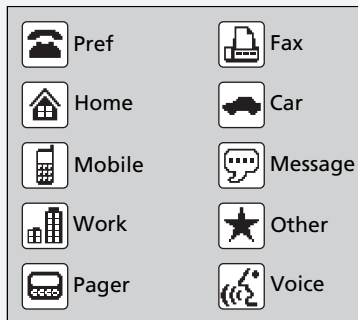 Pref
Fax
Home
Car
Mobile
Message
Work
Other
Pager
Voice